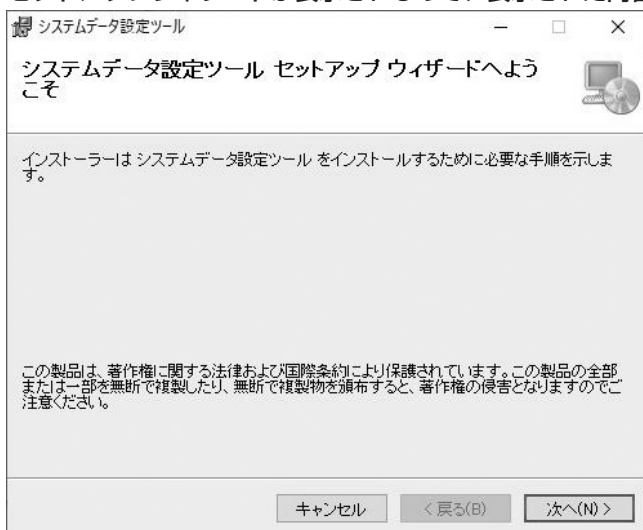 システムデータ設定ツール
システムデータ設定ツール セットアップ ウィザードへよう
こそ
インストーラーは システムデータ設定ツール をインストールするために必要な手順を示しま
す。
この製品は、著作権に関する法律および国際条約により保護されています。この製品の全部
または一部を無断で複製したり、無断で複製物を頒布すると、著作権の侵害となりますのでご
注意ください。
キャンセル
< 戻る(B)
次へ(N) >